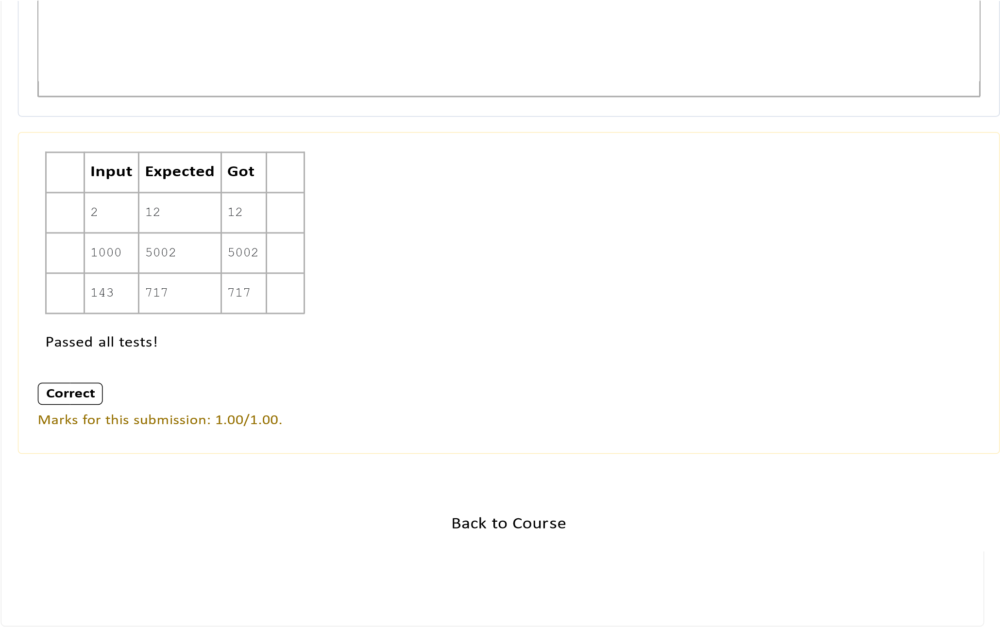 Input Expected Got
2 12 12
1000 5002 5002
143 717 717
Passed all tests!
Correct
Marks for this submission: 1.00/1.00.
Back to Course